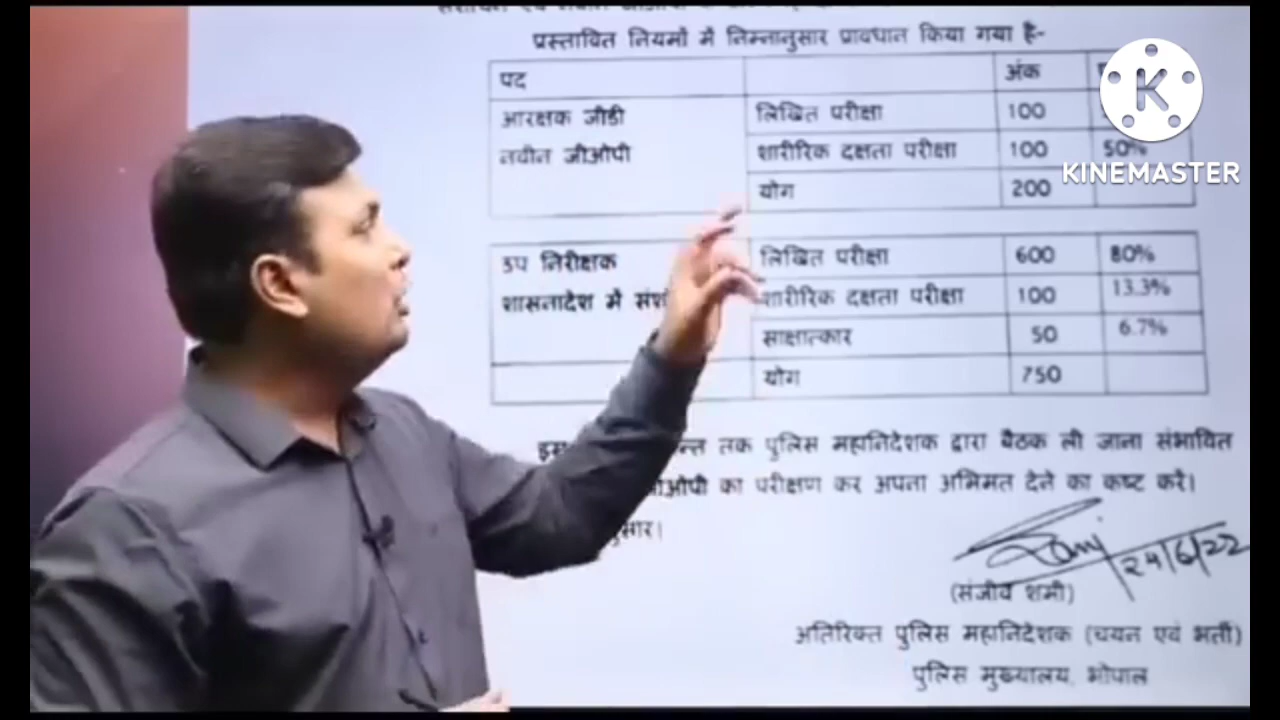 प्रस्तावित नियमों में निम्नानुसार प्रावधान किया गया है-
पद अंक
आरक्षक जीडी लिखित परीक्षा 100
नवीन जीओपी शारीरिक दक्षता परीक्षा 100 50%
योग 200
उप निरीक्षक लिखित परीक्षा 600 80%
शासनादेश में शारीरिक दक्षता परीक्षा 100 13.3%
साक्षात्कार 50 6.7%
योग 750
तक पुलिस महानिदेशक द्वारा बैठक ली जाना संभावित
का परीक्षण कर अपना अभिमत देने का कष्ट करें।
24/6/22
(संजीव शमी)
अतिरिक्त पुलिस महानिदेशक (चयन एवं भर्ती)
पुलिस मुख्यालय, भोपाल
K
KINEMASTER